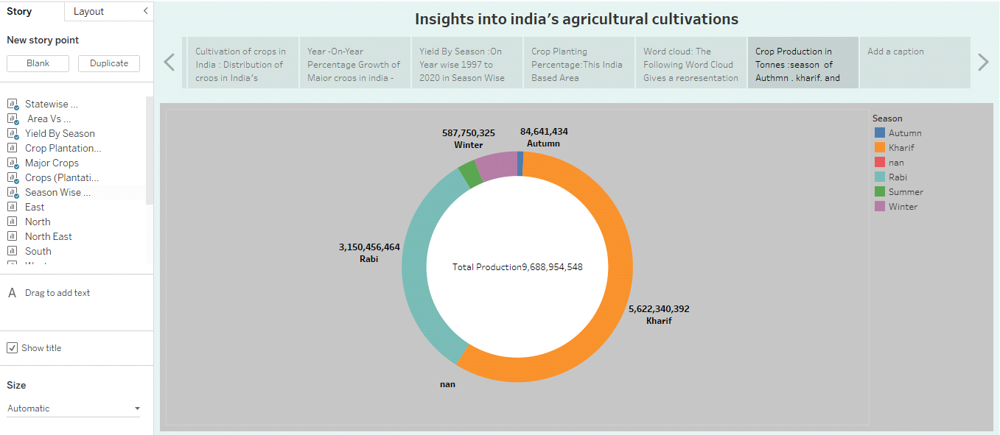 Story
Layout
New story point
Blank
Duplicate
Statewise ...
Area Vs ...
Yield By Season
Crop Plantation...
Major Crops
Crops (Plantati...
Season Wise ...
East
North
North East
South
A Drag to add text
Show title
Size
Automatic
Insights into india's agricultural cultivations
Cultivation of crops in
India : Distribution of
crops in India's
Year -On-Year
Percentage Growth of
Major crops in india -
Yield By Season :On
Year wise 1997 to
2020 in Season Wise
Crop Planting
Percentage:This India
Based Area
Word cloud: The
Following Word Cloud
Gives a representation
Crop Production in
Tonnes :season of
Authmn , kharif, and
Add a caption
587,750,325
Winter
84,641,434
Autumn
3,150,456,464
Rabi
Total Production9,688,954,548
5,622,340,392
Kharif
nan
Season
Autumn
Kharif
nan
Rabi
Summer
Winter